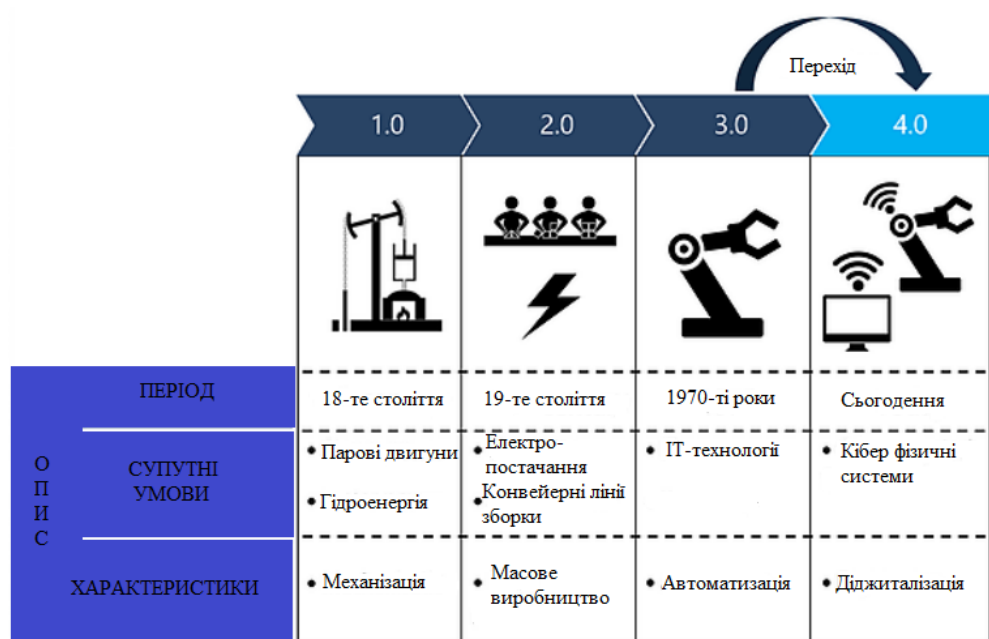 Перехід
1.0
2.0
3.0
4.0
ОПИС
ПЕРІОД
18-те століття
19-те століття
1970-ті роки
Сьогодення
СУПУТНІ
УМОВИ
• Парові двигуни
• Гідроенергія
• Електро-
постачання
• Конвейерні лінії
зборки
• ІТ-технології
• Кібер фізичні
системи
ХАРАКТЕРИСТИКИ
• Механізація
• Масове
виробництво
• Автоматизація
• Діджиталізація